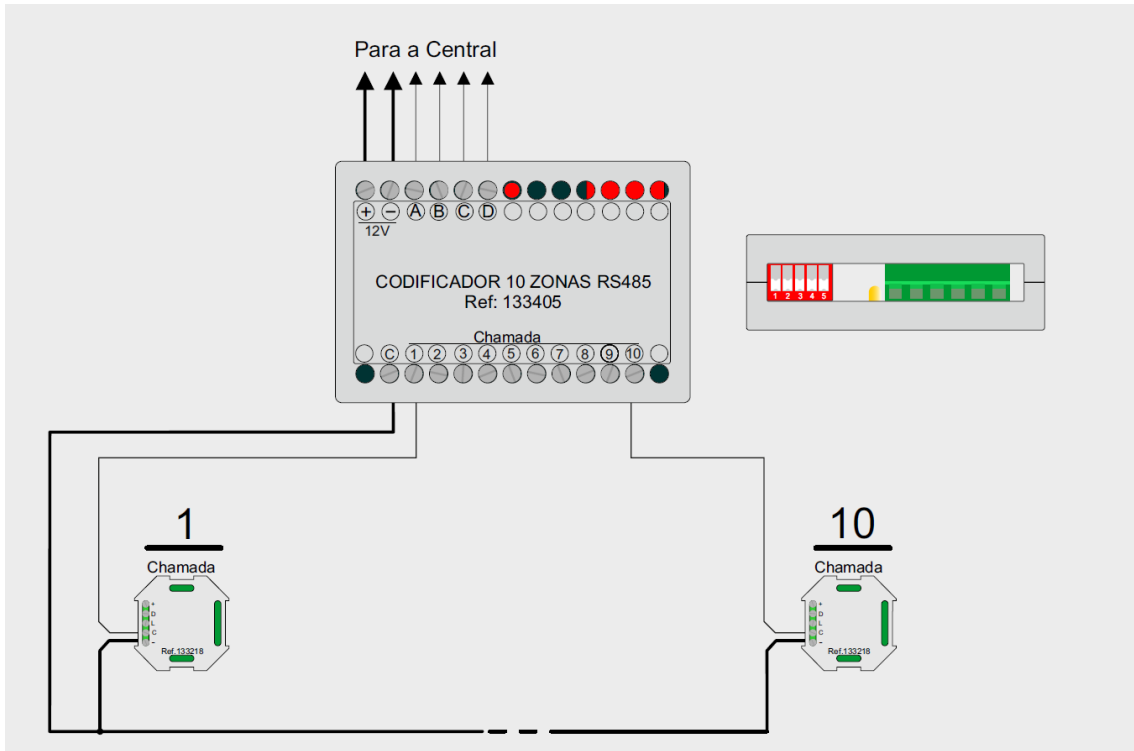 Para a Central
+ − A B C D
12V
CODIFICADOR 10 ZONAS RS485
Ref: 133405
Chamada
C 1 2 3 4 5 6 7 8 9 10
1 2 3 4 5
1
Chamada
+
D
L
C
-
Ref.133218
10
Chamada
+
D
L
C
-
Ref.133218